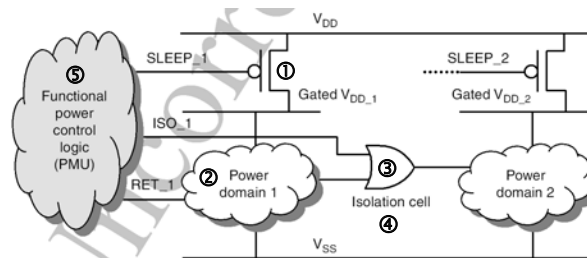 V_DD
SLEEP_1
SLEEP_2
⑤
①
Functional power control logic (PMU)
Gated V_DD_1
Gated V_DD_2
ISO_1
③
②
Power domain 1
Power domain 2
RET_1
Isolation cell
④
V_SS